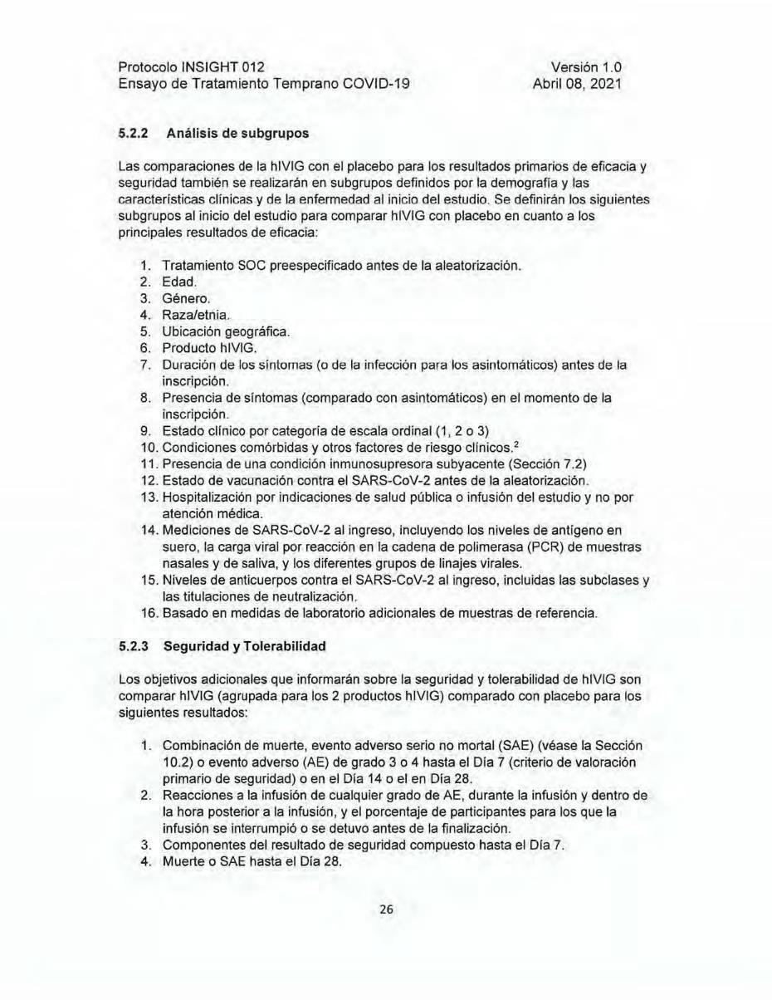 Protocolo INSIGHT 012 Versión 1.0
Ensayo de Tratamiento Temprano COVID-19 Abril 08, 2021
5.2.2 Análisis de subgrupos
Las comparaciones de la hIVIG con el placebo para los resultados primarios de eficacia y
seguridad también se realizarán en subgrupos definidos por la demografía y las
características clínicas y de la enfermedad al inicio del estudio. Se definirán los siguientes
subgrupos al inicio del estudio para comparar hIVIG con placebo en cuanto a los
principales resultados de eficacia:
1. Tratamiento SOC preespecificado antes de la aleatorización.
2. Edad.
3. Género.
4. Raza/etnia.
5. Ubicación geográfica.
6. Producto hIVIG.
7. Duración de los síntomas (o de la infección para los asintomáticos) antes de la
inscripción.
8. Presencia de síntomas (comparado con asintomáticos) en el momento de la
inscripción.
9. Estado clínico por categoría de escala ordinal (1, 2 o 3)
10. Condiciones comórbidas y otros factores de riesgo clínicos.²
11. Presencia de una condición inmunosupresora subyacente (Sección 7.2)
12. Estado de vacunación contra el SARS-CoV-2 antes de la aleatorización.
13. Hospitalización por indicaciones de salud pública o infusión del estudio y no por
atención médica.
14. Mediciones de SARS-CoV-2 al ingreso, incluyendo los niveles de antígeno en
suero, la carga viral por reacción en la cadena de polimerasa (PCR) de muestras
nasales y de saliva, y los diferentes grupos de linajes virales.
15. Niveles de anticuerpos contra el SARS-CoV-2 al ingreso, incluidas las subclases y
las titulaciones de neutralización.
16. Basado en medidas de laboratorio adicionales de muestras de referencia.
5.2.3 Seguridad y Tolerabilidad
Los objetivos adicionales que informarán sobre la seguridad y tolerabilidad de hIVIG son
comparar hIVIG (agrupada para los 2 productos hIVIG) comparado con placebo para los
siguientes resultados:
1. Combinación de muerte, evento adverso serio no mortal (SAE) (véase la Sección
10.2) o evento adverso (AE) de grado 3 o 4 hasta el Día 7 (criterio de valoración
primario de seguridad) o en el Día 14 o el en Día 28.
2. Reacciones a la infusión de cualquier grado de AE, durante la infusión y dentro de
la hora posterior a la infusión, y el porcentaje de participantes para los que la
infusión se interrumpió o se detuvo antes de la finalización.
3. Componentes del resultado de seguridad compuesto hasta el Día 7.
4. Muerte o SAE hasta el Día 28.
26